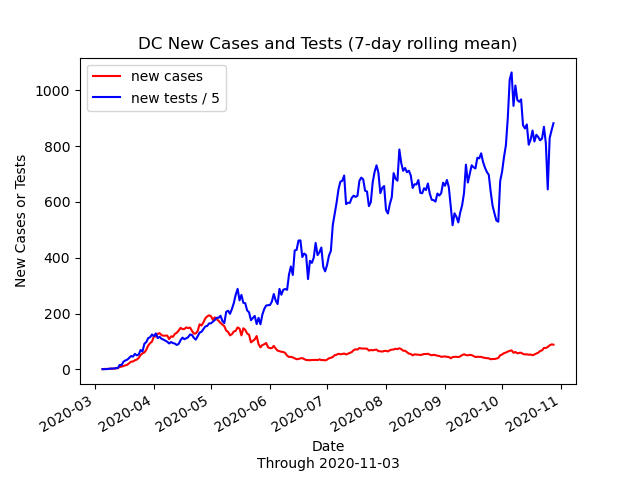 DC New Cases and Tests (7-day rolling mean)
new cases
new tests / 5
New Cases or Tests
1000
800
600
400
200
0
2020-03
2020-04
2020-05
2020-06
2020-07
2020-08
2020-09
2020-10
2020-11
Date
Through 2020-11-03